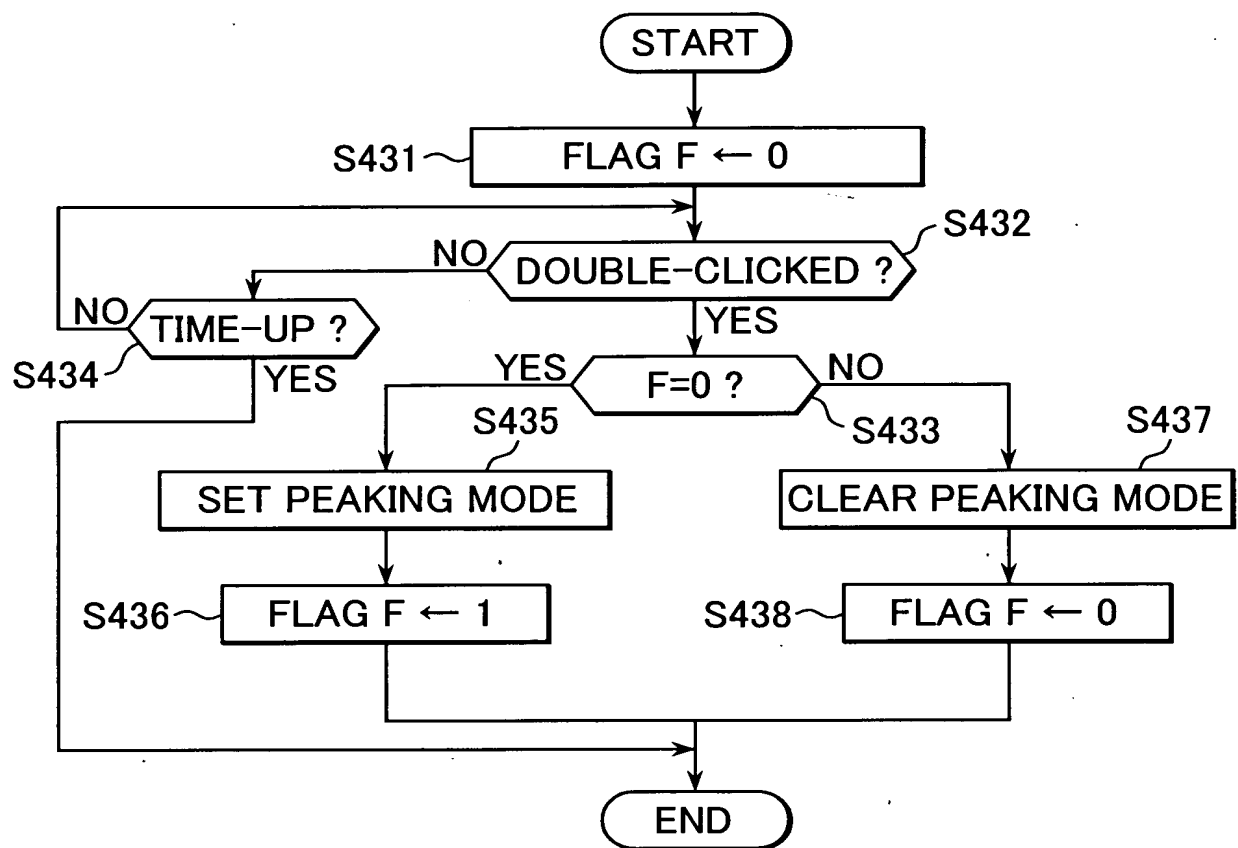 START
S431
FLAG F ← 0
S432
NO
DOUBLE-CLICKED ?
NO
TIME-UP ?
YES
S434
YES
YES
F=0 ?
NO
S433
S435
S437
SET PEAKING MODE
CLEAR PEAKING MODE
S436
FLAG F ← 1
S438
FLAG F ← 0
END